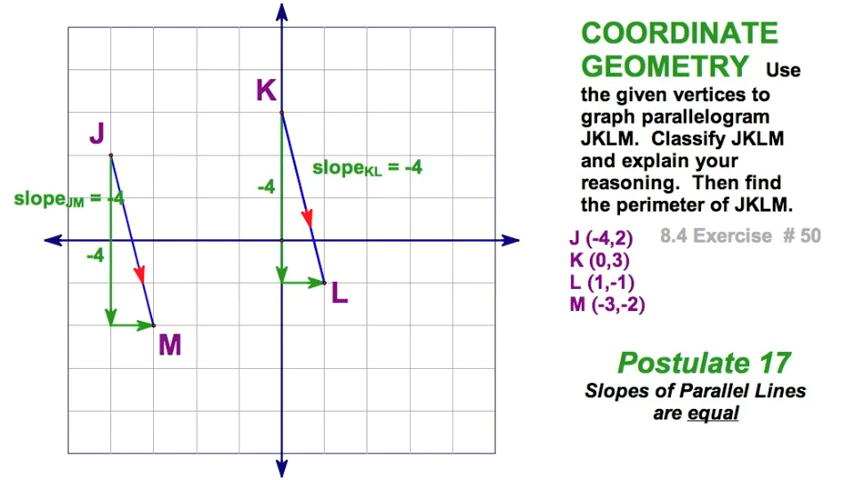 COORDINATE
GEOMETRY Use
the given vertices to
graph parallelogram
JKLM. Classify JKLM
and explain your
reasoning. Then find
the perimeter of JKLM.
J (-4,2) 8.4 Exercise # 50
K (0,3)
L (1,-1)
M (-3,-2)
Postulate 17
Slopes of Parallel Lines
are equal
K
J
slopeKL = -4
-4
slopeJM = -4
-4
L
M